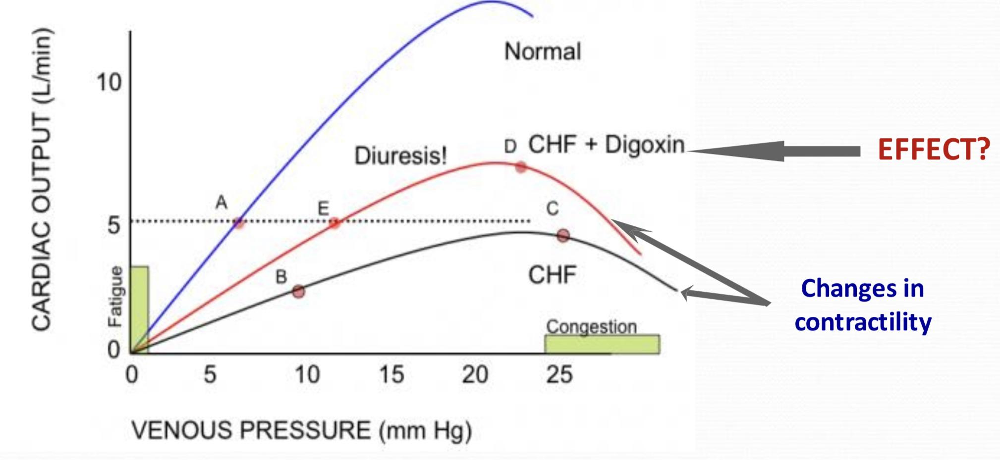 CARDIAC OUTPUT (L/min)
10
5
0
Normal
Diuresis!
D CHF + Digoxin
EFFECT?
A
E
C
B
CHF
Changes in
contractility
Fatigue
Congestion
0 5 10 15 20 25
VENOUS PRESSURE (mm Hg)